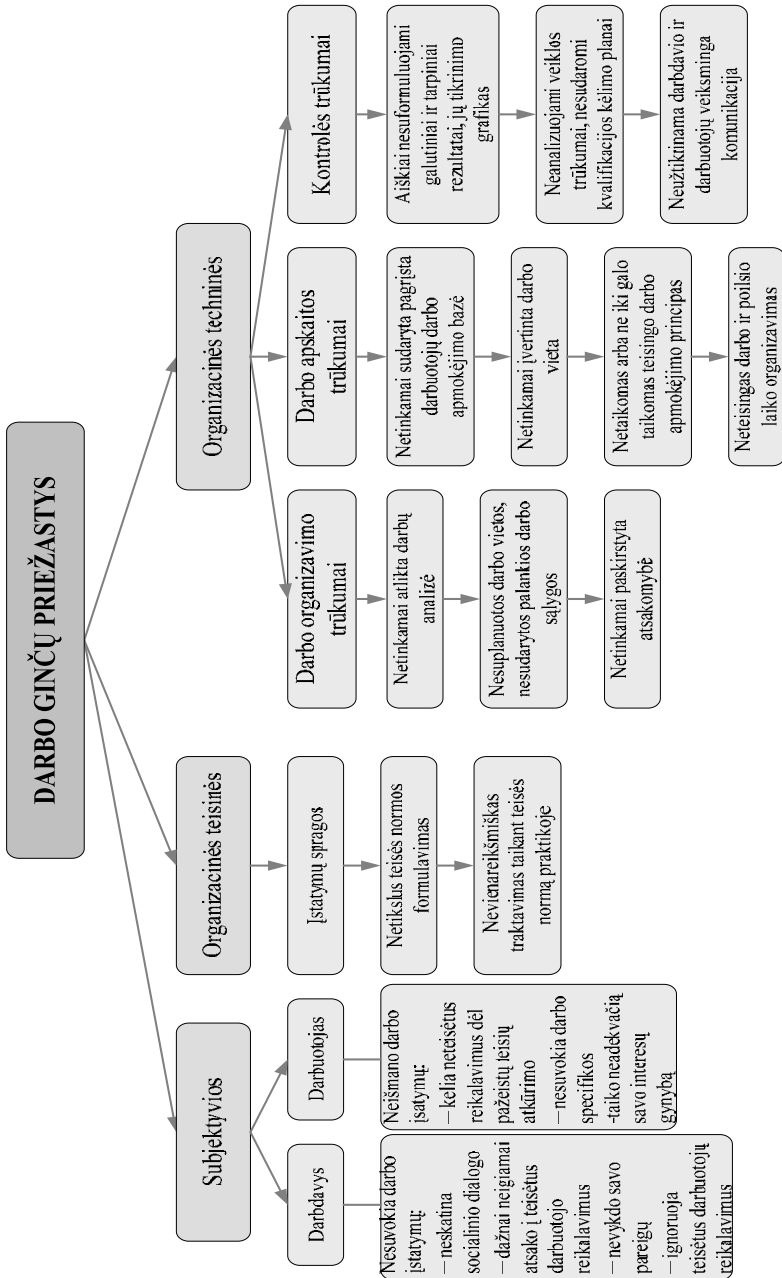 DARBO GINČŲ PRIEŽASTYS
Subjektyvios
Darbdavys
Nesuvokia darbo
įstatymų:
– neskatina
socialinio dialogo
– dažnai neigiamai
atsako į teisėtus
darbuotojo
reikalavimus
– nevykdo savo
pareigų
– ignoruoja
teisėtus darbuotojų
reikalavimus
Darbuotojas
Neišmano darbo
įsatymų:
– kelia neteisėtus
reikalavimus dėl
pažeistų teisių
atkūrimo
– nesuvokia darbo
specifikos
-taiko neadekvačią
savo interesų
gynybą
Organizacinės teisinės
Įstatymų spragos
Netikslus teisės normos
formulavimas
Nevienareikšmiškas
traktavimas taikant teisės
normą praktikoje
Organizacinės techninės
Darbo organizavimo
trūkumai
Netinkamai atlikta darbų
analizė
Nesuplanuotos darbo vietos,
nesudarytos palankios darbo
sąlygos
Netinkamai paskirstyta
atsakomybė
Darbo apskaitos
trūkumai
Netinkamai sudaryta pagrįsta
darbuotojų darbo
apmokėjimo bazė
Netinkamai įvertinta darbo
vieta
Netaikomas arba ne iki galo
taikomas teisingo darbo
apmokėjimo principas
Neteisingas darbo ir poilsio
laiko organizavimas
Kontrolės trūkumai
Aiškiai nesuformuluojami
galutiniai ir tarpiniai
rezultatai, jų tikrinimo
grafikas
Neanalizuojami veiklos
trūkumai, nesudaromi
kvalifikacijos kėlimo planai
Neužtikrinama darbdavio ir
darbuotojų veiksminga
komunikacija